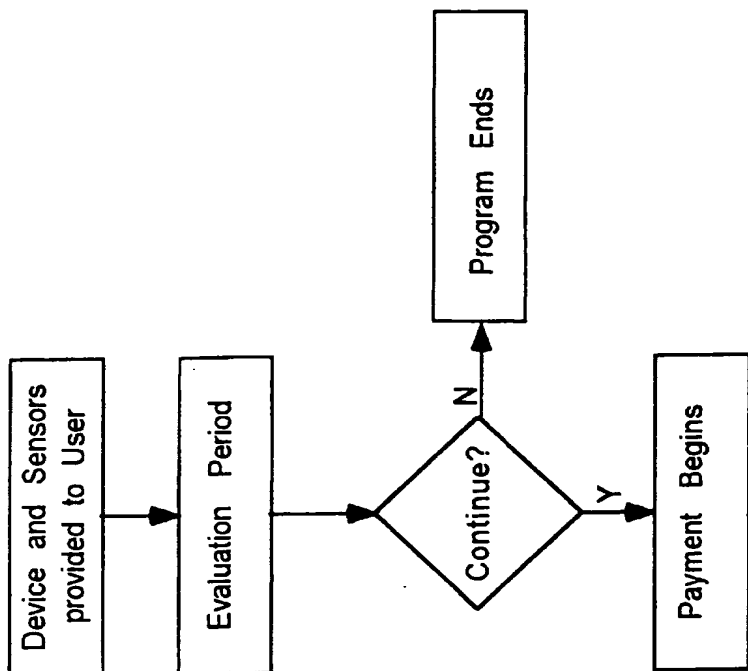 Device and Sensors
provided to User
Evaluation Period
Continue?
N
Program Ends
Y
Payment Begins